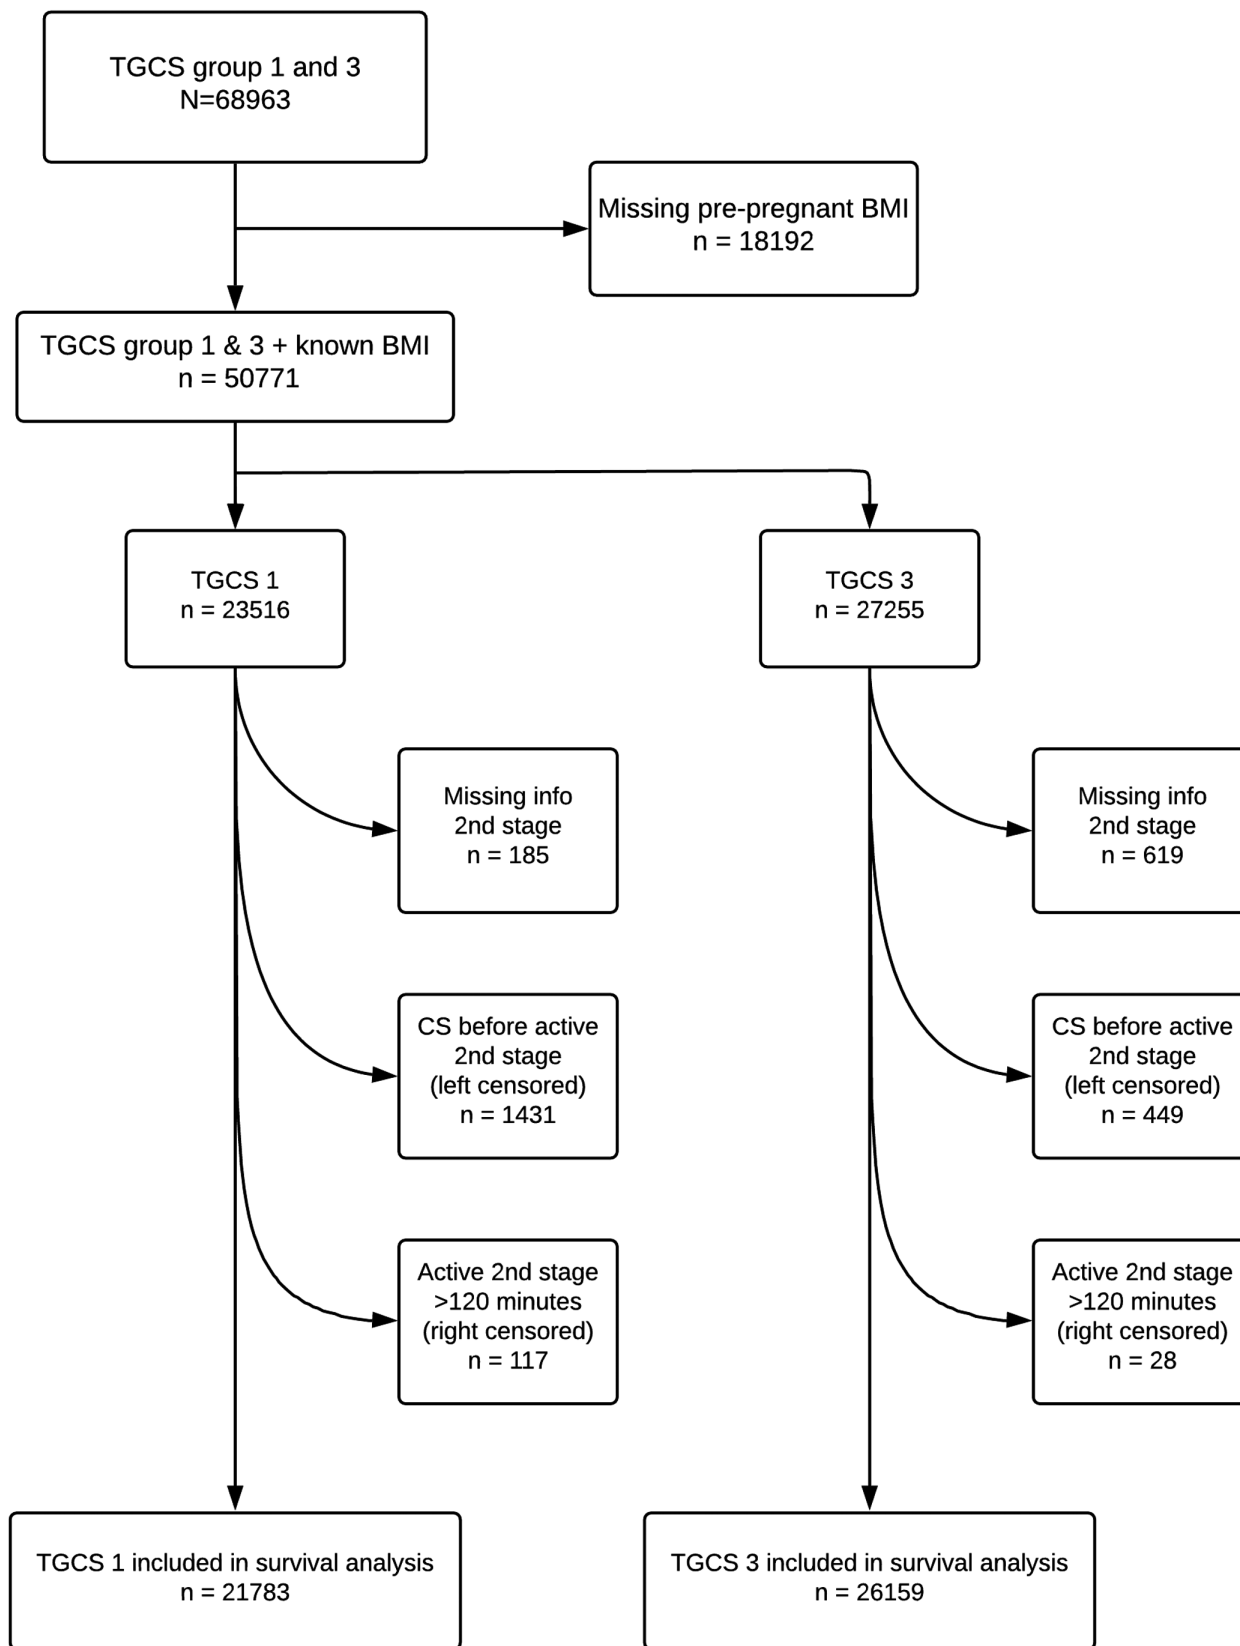 TGCS group 1 and 3
N=68963
Missing pre-pregnant BMI
n = 18192
TGCS group 1 & 3 + known BMI
n = 50771
TGCS 1
n = 23516
TGCS 3
n = 27255
Missing info
2nd stage
n = 185
Missing info
2nd stage
n = 619
CS before active
2nd stage
(left censored)
n = 1431
CS before active
2nd stage
(left censored)
n = 449
Active 2nd stage
>120 minutes
(right censored)
n = 117
Active 2nd stage
>120 minutes
(right censored)
n = 28
TGCS 1 included in survival analysis
n = 21783
TGCS 3 included in survival analysis
n = 26159